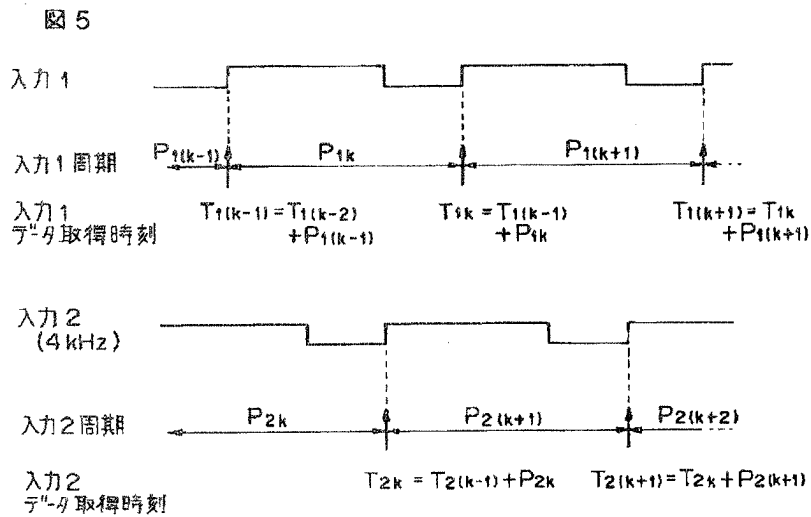 図5
入力1
入力1周期
P1(k-1)
P1k
P1(k+1)
入力1
データ取得時刻
T1(k-1)=T1(k-2)
+P1(k-1)
T1k=T1(k-1)
+P1k
T1(k+1)=T1k
+P1(k+1)
入力2
(4kHz)
入力2周期
P2k
P2(k+1)
P2(k+2)
入力2
データ取得時刻
T2k=T2(k-1)+P2k
T2(k+1)=T2k+P2(k+1)